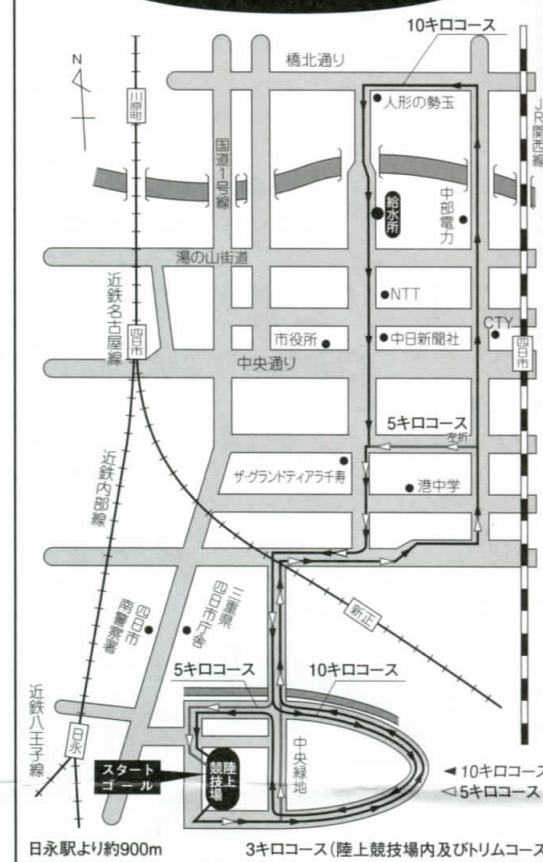 10キロコース
橋北通り
N
川原町
国道1号線
人形の勢玉
JR関西線
給水所
中部電力
湯の山街道
近鉄名古屋線
四日市
NTT
市役所
中日新聞社
CTY
四日市
中央通り
5キロコース
左折
近鉄内部線
ザ・グランドティアラ千寿
港中学
四日市南警察署
三重県四日市庁舎
新正
5キロコース
10キロコース
近鉄八王子線
日永
スタート
ゴール
陸上競技場
中央緑地
10キロコース
5キロコース
日永駅より約900m
3キロコース(陸上競技場内及びトリムコース